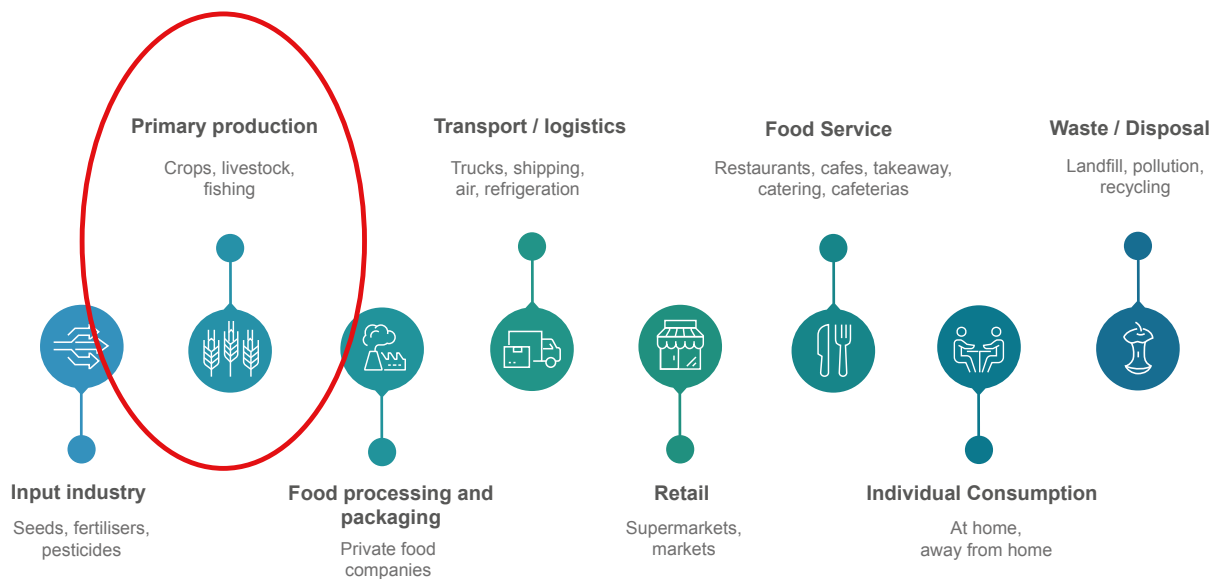 Primary production
Crops, livestock,
fishing
Transport / logistics
Trucks, shipping,
air, refrigeration
Food Service
Restaurants, cafes, takeaway,
catering, cafeterias
Waste / Disposal
Landfill, pollution,
recycling
Input industry
Seeds, fertilisers,
pesticides
Food processing and
packaging
Private food
companies
Retail
Supermarkets,
markets
Individual Consumption
At home,
away from home